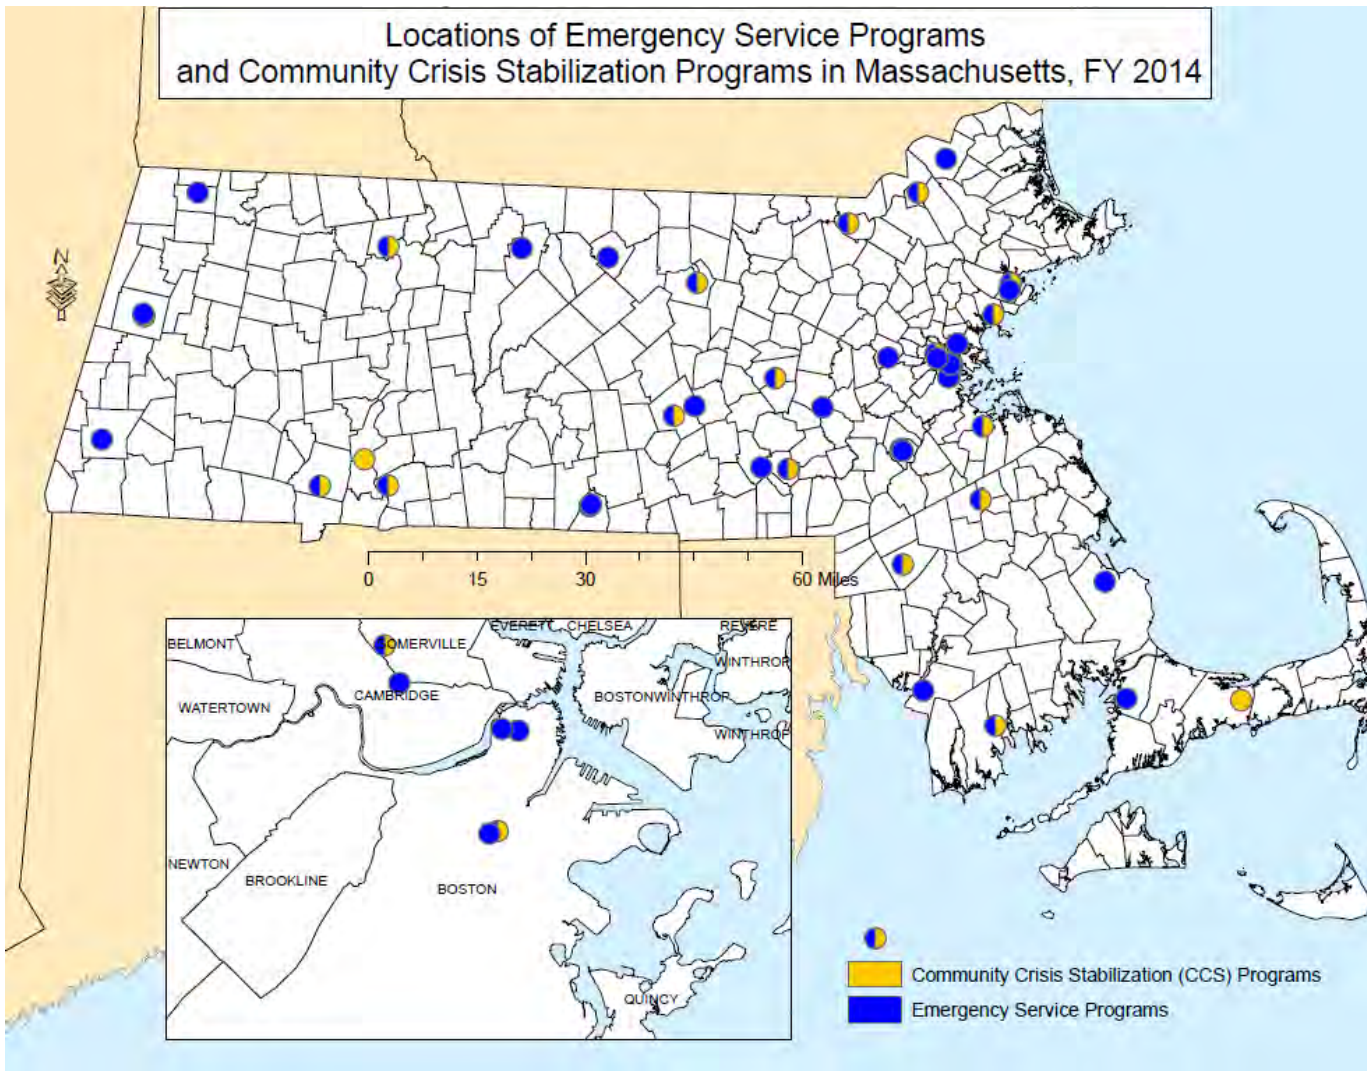 Locations of Emergency Service Programs
and Community Crisis Stabilization Programs in Massachusetts, FY 2014
N
0 15 30 60 Miles
EVERETT CHELSEA REVERE
BELMONT SOMERVILLE
WINTHROP
CAMBRIDGE BOSTON WINTHROP
WATERTOWN
WINTHROP
NEWTON
BROOKLINE
BOSTON
QUINCY
Community Crisis Stabilization (CCS) Programs
Emergency Service Programs